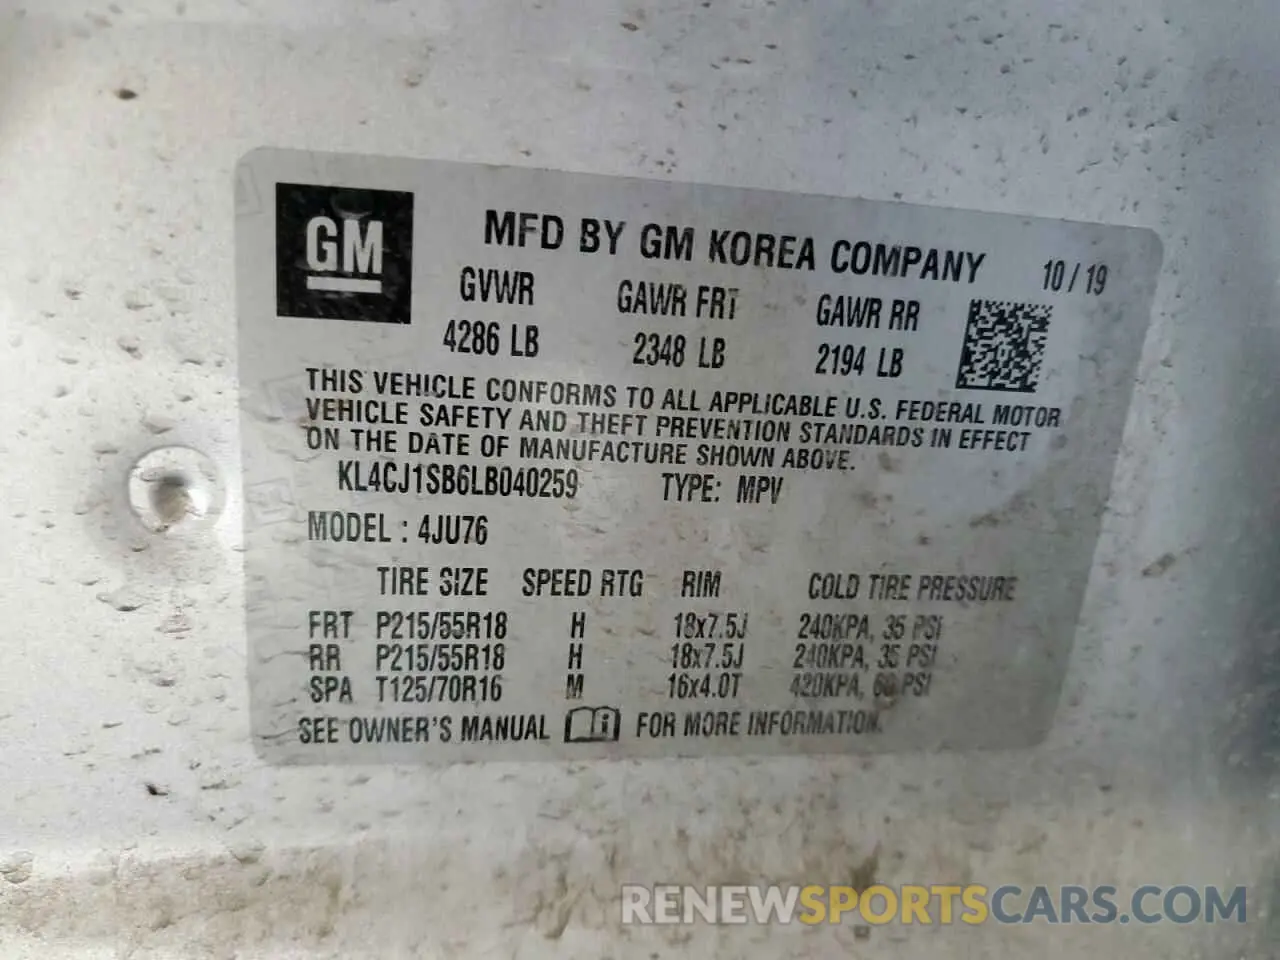 GM
MFD BY GM KOREA COMPANY 10/19
GVWR GAWR FRT GAWR RR
4286 LB 2348 LB 2194 LB
THIS VEHICLE CONFORMS TO ALL APPLICABLE U.S. FEDERAL MOTOR
VEHICLE SAFETY AND THEFT PREVENTION STANDARDS IN EFFECT
ON THE DATE OF MANUFACTURE SHOWN ABOVE.
KL4CJ1SB6LB040259 TYPE: MPV
MODEL : 4JU76
TIRE SIZE SPEED RTG RIM COLD TIRE PRESSURE
FRT P215/55R18 H 18x7.5J 240KPA, 35 PSI
RR P215/55R18 H 18x7.5J 240KPA, 35 PSI
SPA T125/70R16 M 16x4.0T 420KPA, 60 PSI
SEE OWNER'S MANUAL i FOR MORE INFORMATION.
RENEWSPORTSCARS.COM